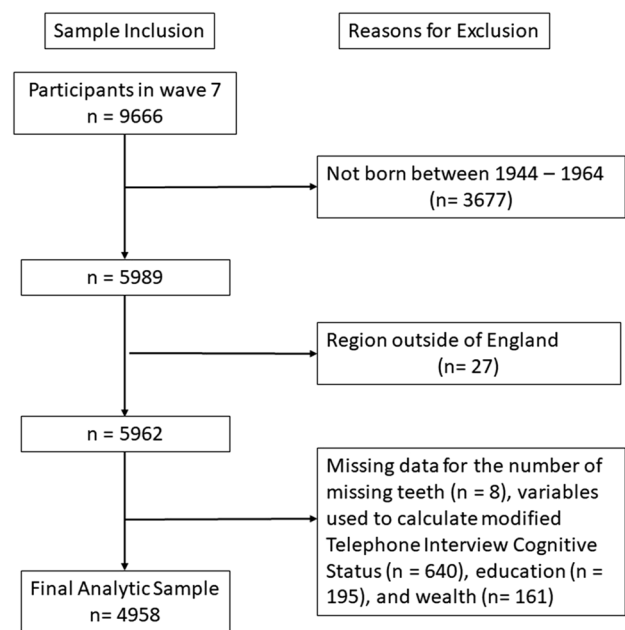 Sample Inclusion
Reasons for Exclusion
Participants in wave 7
n = 9666
Not born between 1944 – 1964
(n= 3677)
n = 5989
Region outside of England
(n= 27)
n = 5962
Missing data for the number of
missing teeth (n = 8), variables
used to calculate modified
Telephone Interview Cognitive
Status (n = 640), education (n =
195), and wealth (n= 161)
Final Analytic Sample
n= 4958